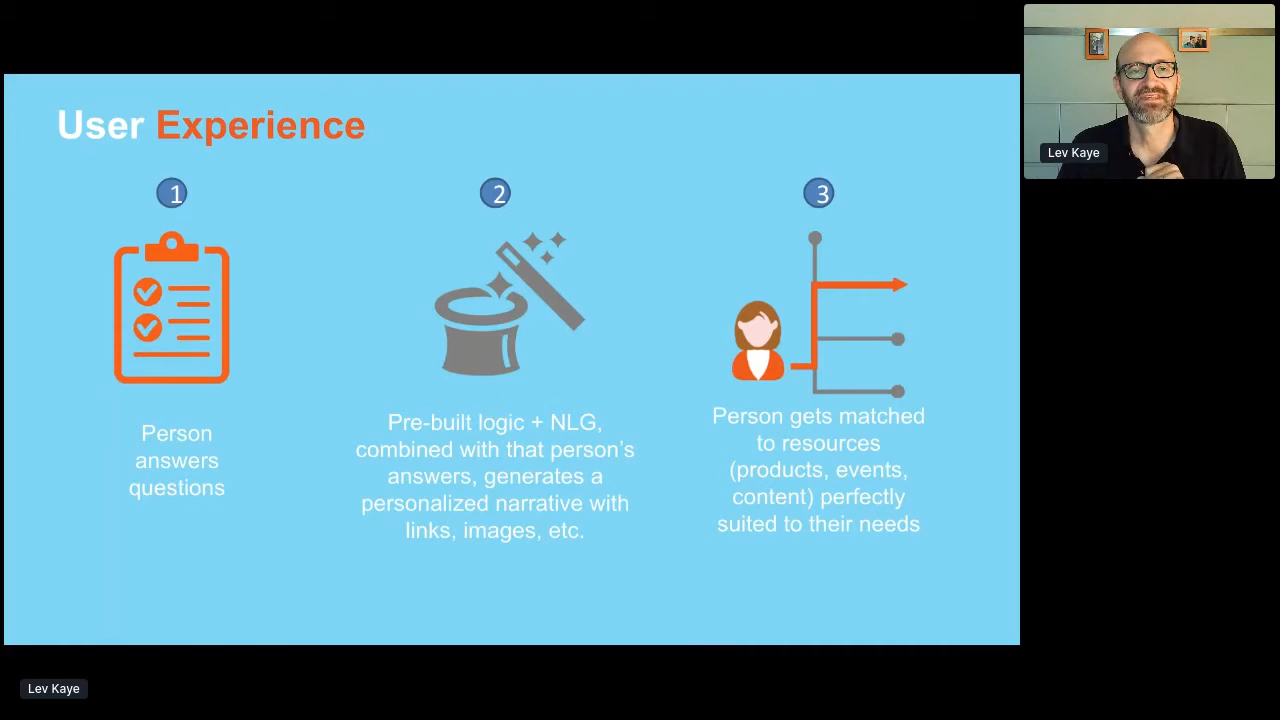 User Experience
1
2
3
Person
answers
questions
Pre-built logic + NLG,
combined with that person's
answers, generates a
personalized narrative with
links, images, etc.
Person gets matched
to resources
(products, events,
content) perfectly
suited to their needs
Lev Kaye
Lev Kaye